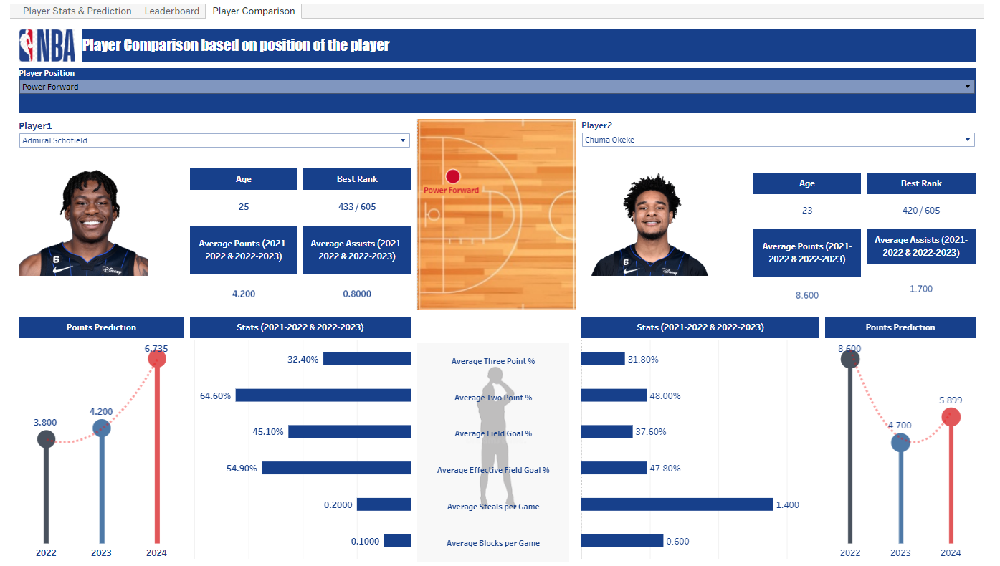 Player Stats & Prediction
Leaderboard
Player Comparison
NBA
Player Comparison based on position of the player
Player Position
Power Forward
Player1
Admiral Schofield
Age
Best Rank
25
433 / 605
Average Points (2021-
2022 & 2022-2023)
Average Assists (2021-
2022 & 2022-2023)
4.200
0.8000
6
Disney
Power Forward
Player2
Chuma Okeke
Age
Best Rank
23
420 / 605
Average Points (2021-
2022 & 2022-2023)
Average Assists (2021-
2022 & 2022-2023)
8.600
1.700
6
Disney
Points Prediction
6.735
4.200
3.800
2022
2023
2024
Stats (2021-2022 & 2022-2023)
32.40%
64.60%
45.10%
54.90%
0.2000
0.1000
Average Three Point %
Average Two Point %
Average Field Goal %
Average Effective Field Goal %
Average Steals per Game
Average Blocks per Game
Stats (2021-2022 & 2022-2023)
31.80%
48.00%
37.60%
47.80%
1.400
0.600
Points Prediction
8.600
4.700
5.899
2022
2023
2024